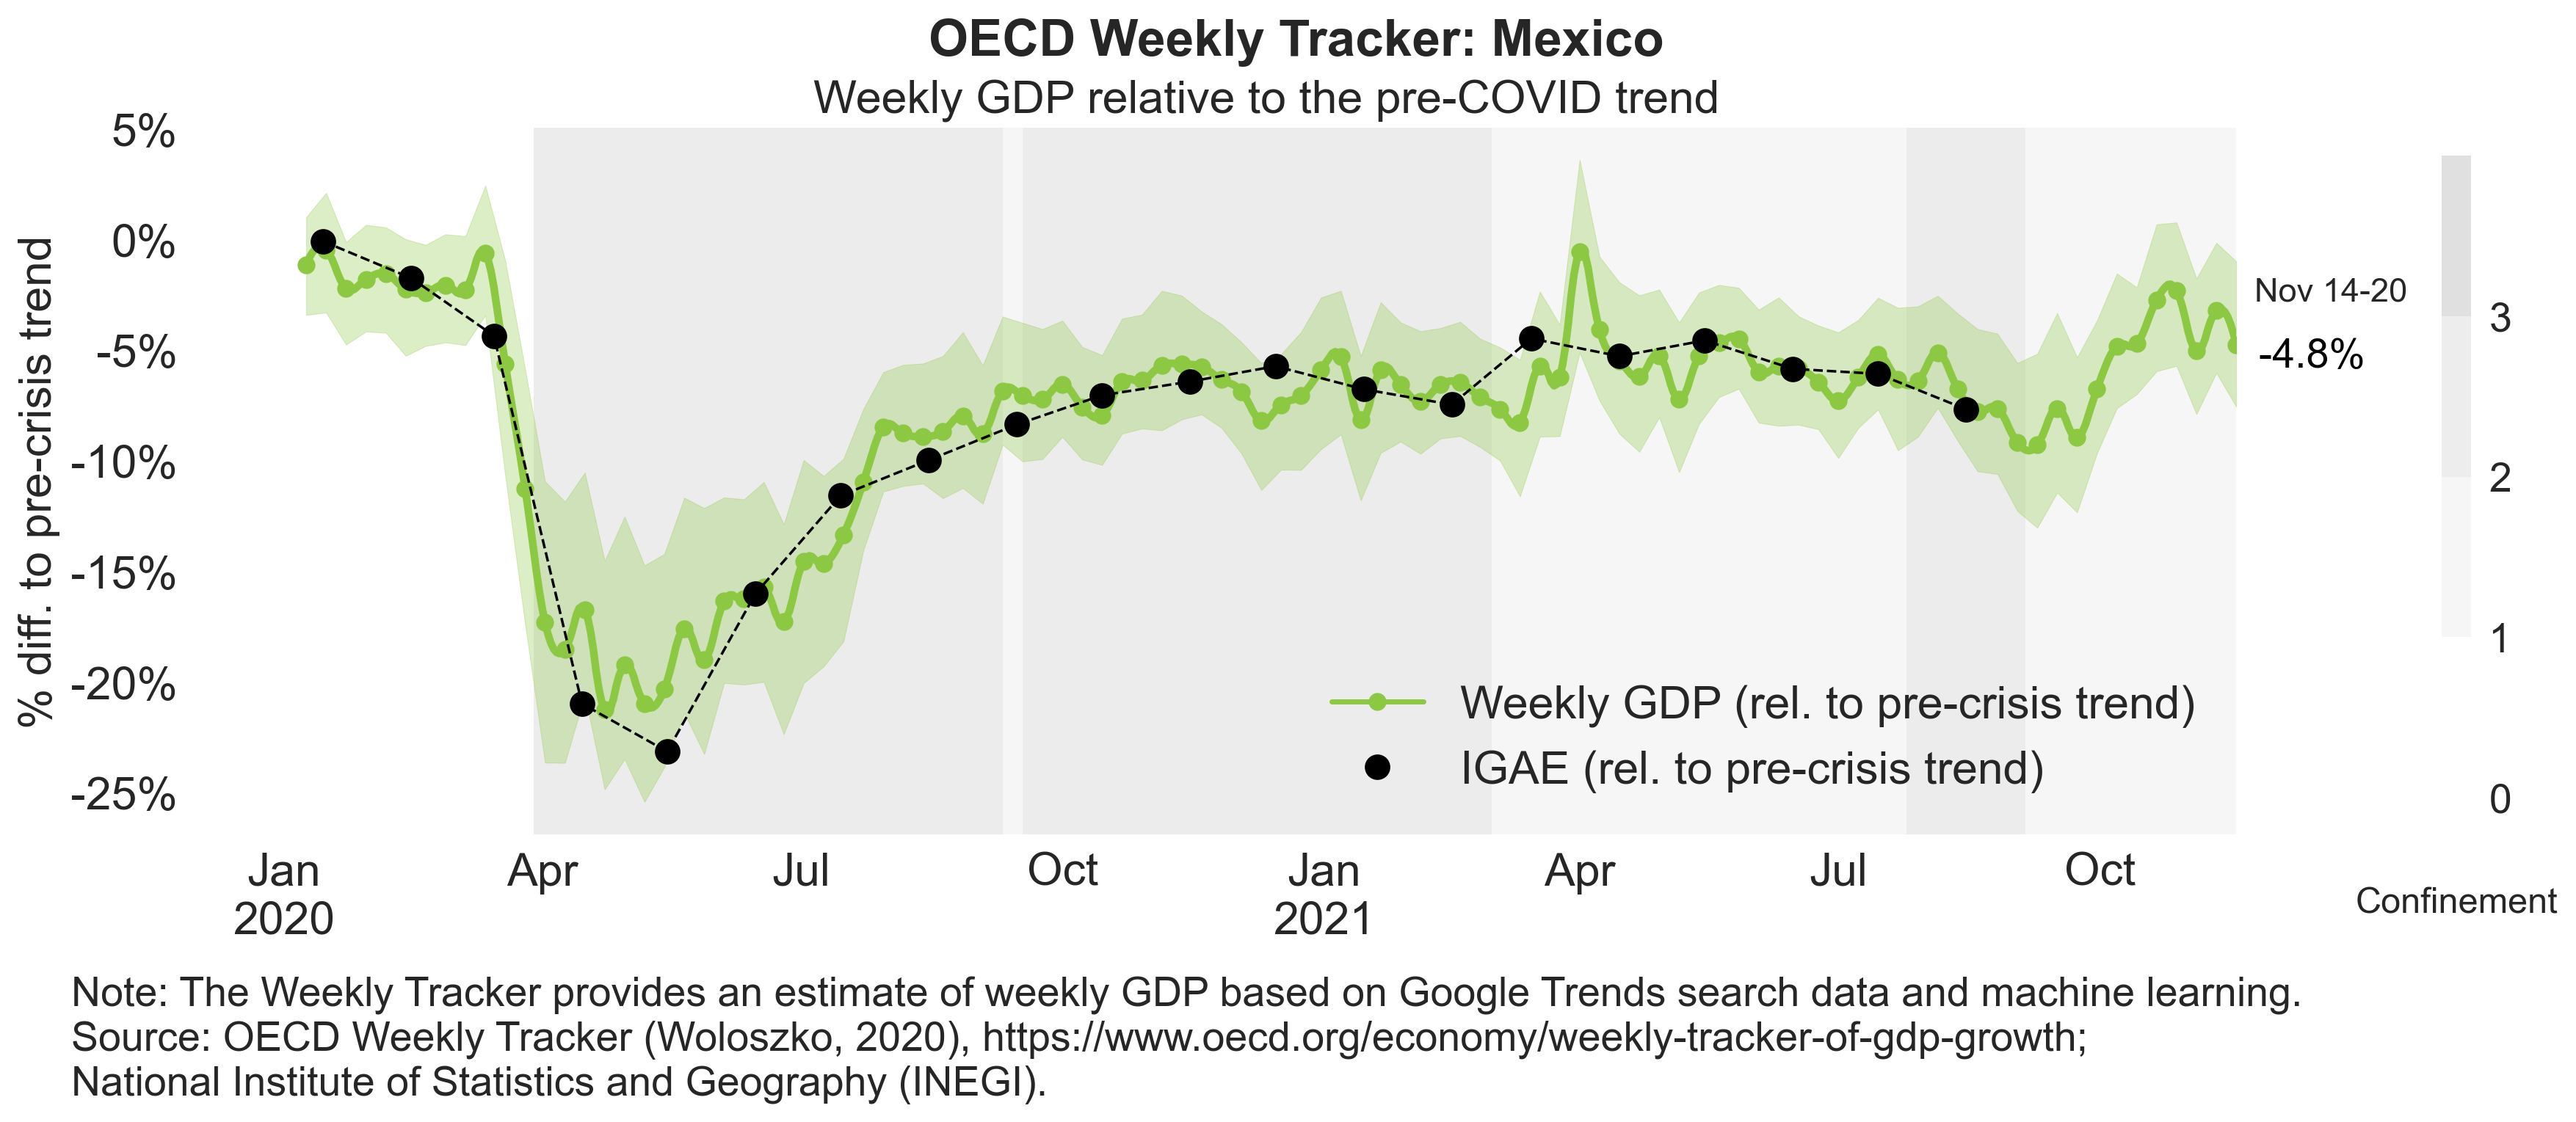 OECD Weekly Tracker: Mexico
Weekly GDP relative to the pre-COVID trend
% diff. to pre-crisis trend
5%
0%
-5%
-10%
-15%
-20%
-25%
Nov 14-20
-4.8%
Weekly GDP (rel. to pre-crisis trend)
IGAE (rel. to pre-crisis trend)
3
2
1
0
Confinement
Jan Apr Jul Oct Jan Apr Jul Oct
2020 2021
Note: The Weekly Tracker provides an estimate of weekly GDP based on Google Trends search data and machine learning.
Source: OECD Weekly Tracker (Woloszko, 2020), https://www.oecd.org/economy/weekly-tracker-of-gdp-growth;
National Institute of Statistics and Geography (INEGI).